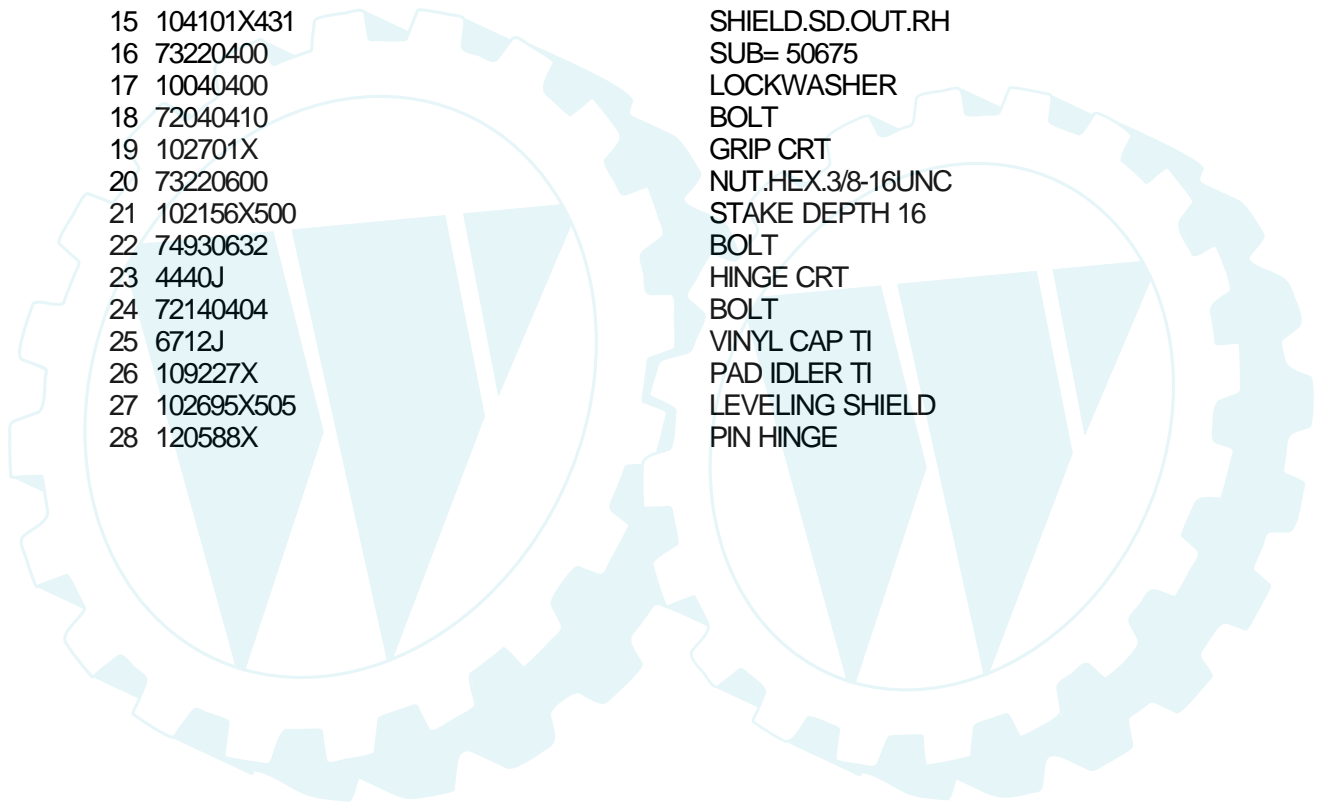 15 104101X431 SHIELD.SD.OUT.RH
16 73220400 SUB= 50675
17 10040400 LOCKWASHER
18 72040410 BOLT
19 102701X GRIP CRT
20 73220600 NUT.HEX.3/8-16UNC
21 102156X500 STAKE DEPTH 16
22 74930632 BOLT
23 4440J HINGE CRT
24 72140404 BOLT
25 6712J VINYL CAP TI
26 109227X PAD IDLER TI
27 102695X505 LEVELING SHIELD
28 120588X PIN HINGE